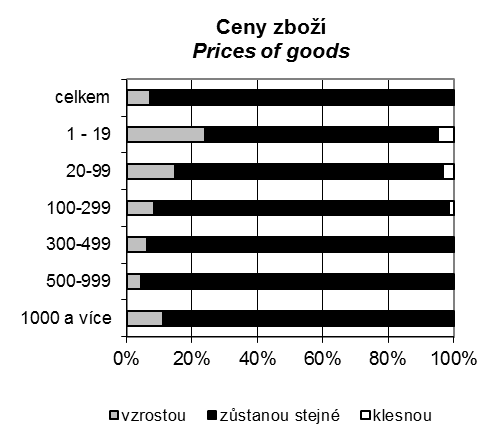 Ceny zboží
Prices of goods
celkem
1 - 19
20-99
100-299
300-499
500-999
1000 a více
0% 20% 40% 60% 80% 100%
vzrostou zůstanou stejné klesnou